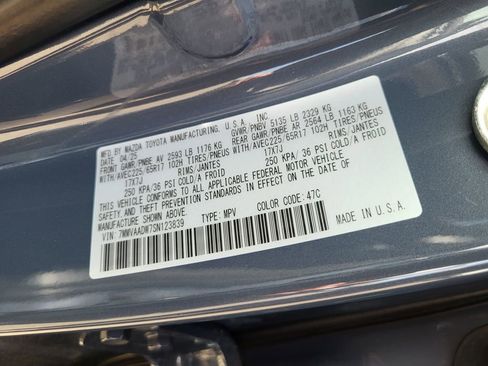 MFD. BY MAZDA TOYOTA MANUFACTURING, U.S.A., INC.
DATE: 04/25 GVWR/PNBV 5135 LB 2329 KG
FRONT GAWR/PNBE AV 2593 LB 1176 KG REAR GAWR/PNBE AR 2564 LB 1163 KG
WITH/AVEC225/65R17 102H TIRES/PNEUS WITH/AVEC225/65R17 102H TIRES/PNEUS
17X7J RIMS/JANTES 17X7J RIMS/JANTES
250 KPA/36 PSI COLD/A FROID 250 KPA/36 PSI COLD/A FROID
THIS VEHICLE CONFORMS TO ALL APPLICABLE FEDERAL MOTOR VEHICLE
SAFETY,BUMPER,AND THEFT PREVENTION STANDARDS IN EFFECT ON THE DATE OF
MANUFACTURE SHOWN ABOVE.
VIN: 7MMVAADW7SN123839 TYPE: MPV COLOR CODE: 47C
MADE IN U.S.A.